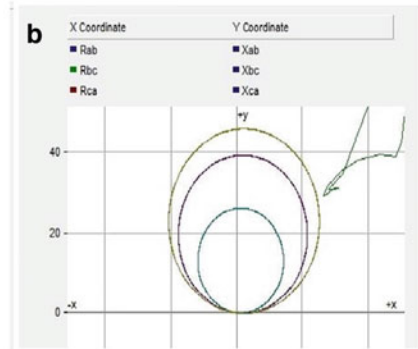 b
X Coordinate Y Coordinate
Rab Xab
Rbc Xbc
Rca Xca
+y
40
20
0
-x +x